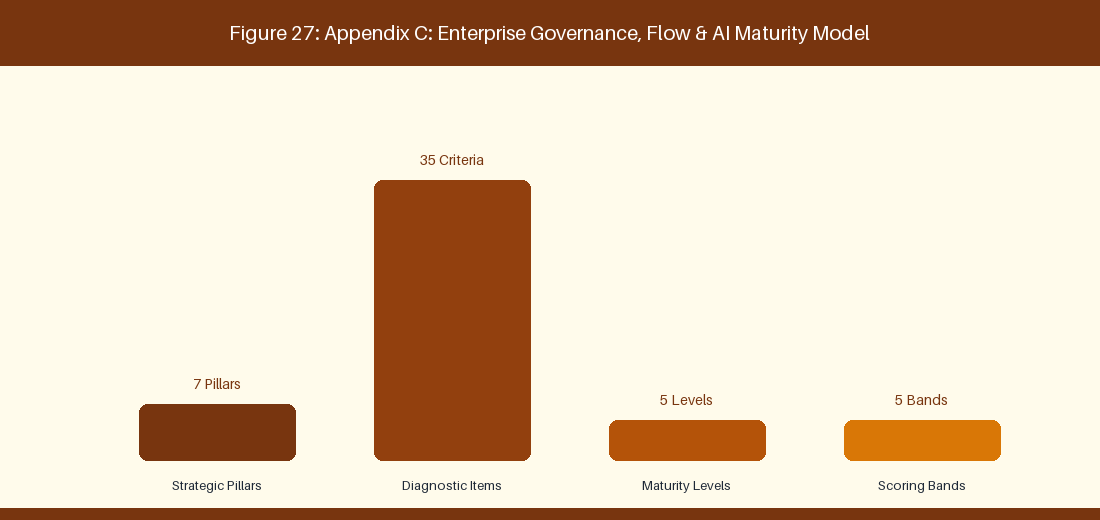 Figure 27: Appendix C: Enterprise Governance, Flow & AI Maturity Model
35 Criteria
7 Pillars
5 Levels
5 Bands
Strategic Pillars
Diagnostic Items
Maturity Levels
Scoring Bands